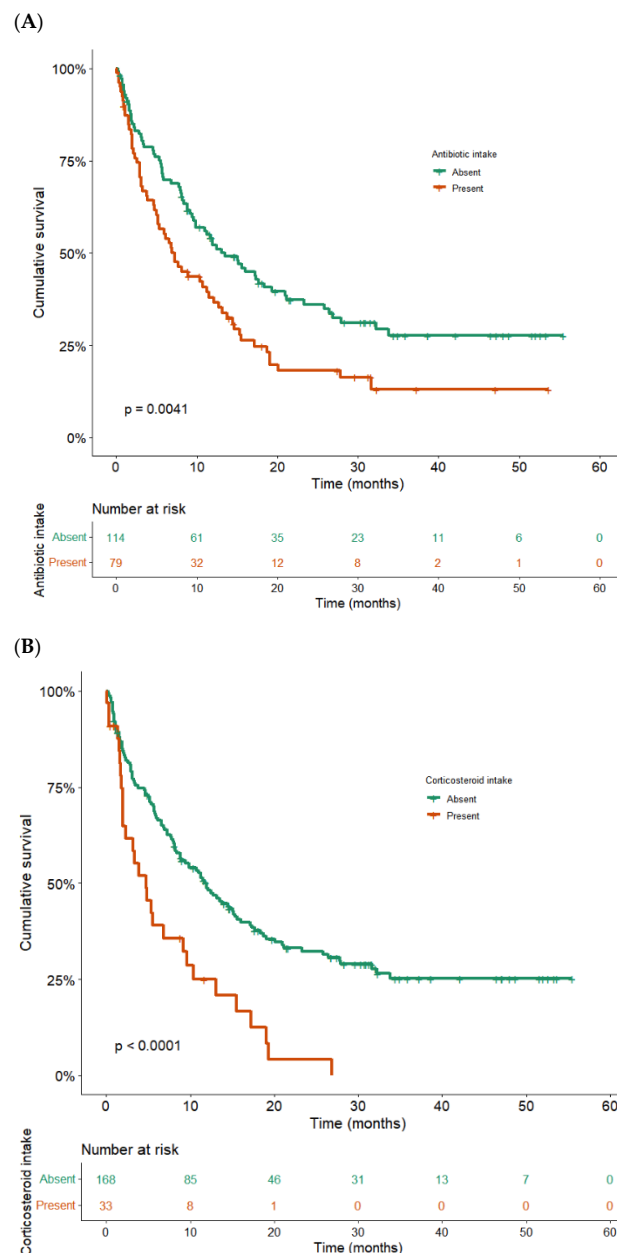 (A)
100%
75%
50%
25%
0%
Cumulative survival
Antibiotic intake
Absent
Present
p = 0.0041
0 10 20 30 40 50 60
Time (months)
Number at risk
Antibiotic intake
Absent 114 61 35 23 11 6 0
Present 79 32 12 8 2 1 0
0 10 20 30 40 50 60
Time (months)
(B)
100%
75%
50%
25%
0%
Cumulative survival
Corticosteroid intake
Absent
Present
p < 0.0001
0 10 20 30 40 50 60
Time (months)
Number at risk
Corticosteroid intake
Absent 168 85 46 31 13 7 0
Present 33 8 1 0 0 0 0
0 10 20 30 40 50 60
Time (months)